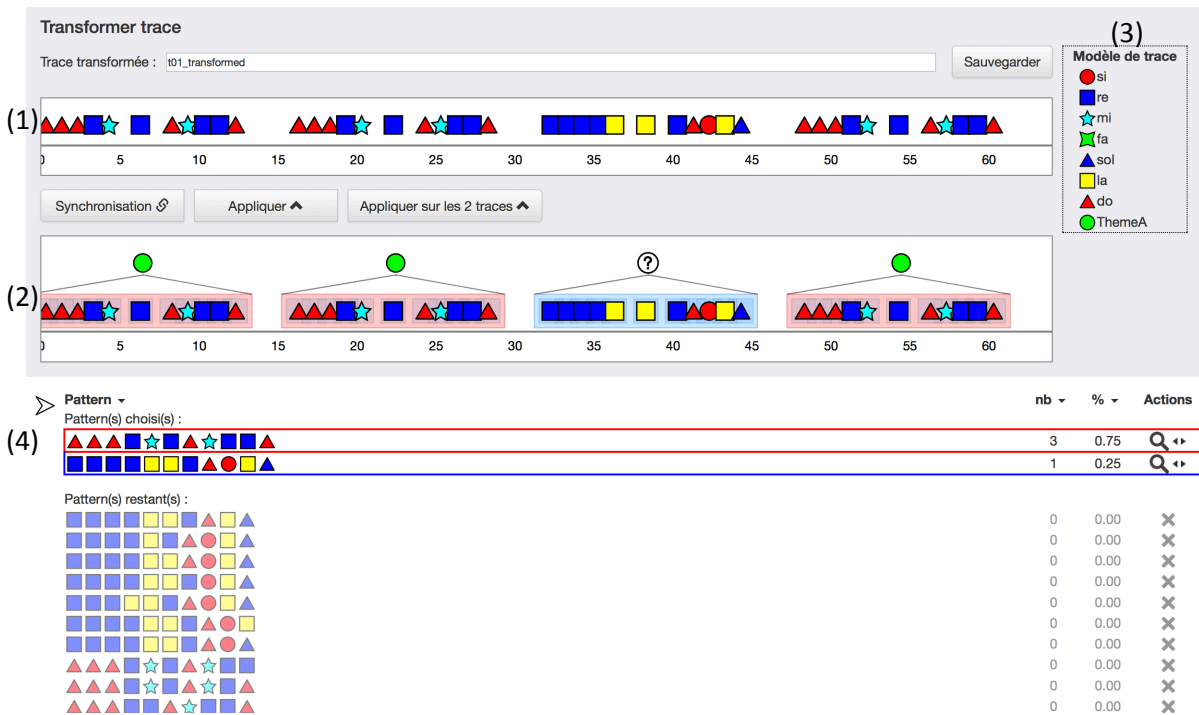 Transformer trace
(3)
Trace transformée : t01_transformed Sauvegarder
Modèle de trace
si
re
mi
fa
sol
la
do
ThemeA
(1)
0 5 10 15 20 25 30 35 40 45 50 55 60
Synchronisation Appliquer Appliquer sur les 2 traces
?
(2)
0 5 10 15 20 25 30 35 40 45 50 55 60
Pattern nb % Actions
Pattern(s) choisi(s) :
(4)
3 0.75
1 0.25
Pattern(s) restant(s) :
0 0.00
0 0.00
0 0.00
0 0.00
0 0.00
0 0.00
0 0.00
0 0.00
0 0.00
0 0.00